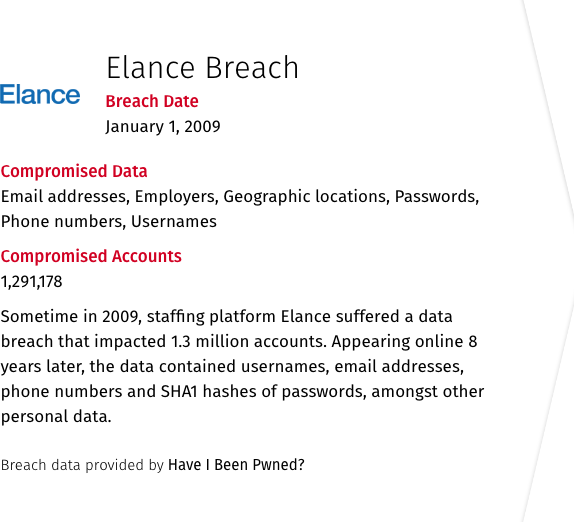 Elance Breach
Elance
Breach Date
January 1, 2009
Compromised Data
Email addresses, Employers, Geographic locations, Passwords,
Phone numbers, Usernames
Compromised Accounts
1,291,178
Sometime in 2009, staffing platform Elance suffered a data
breach that impacted 1.3 million accounts. Appearing online 8
years later, the data contained usernames, email addresses,
phone numbers and SHA1 hashes of passwords, amongst other
personal data.
Breach data provided by Have I Been Pwned?